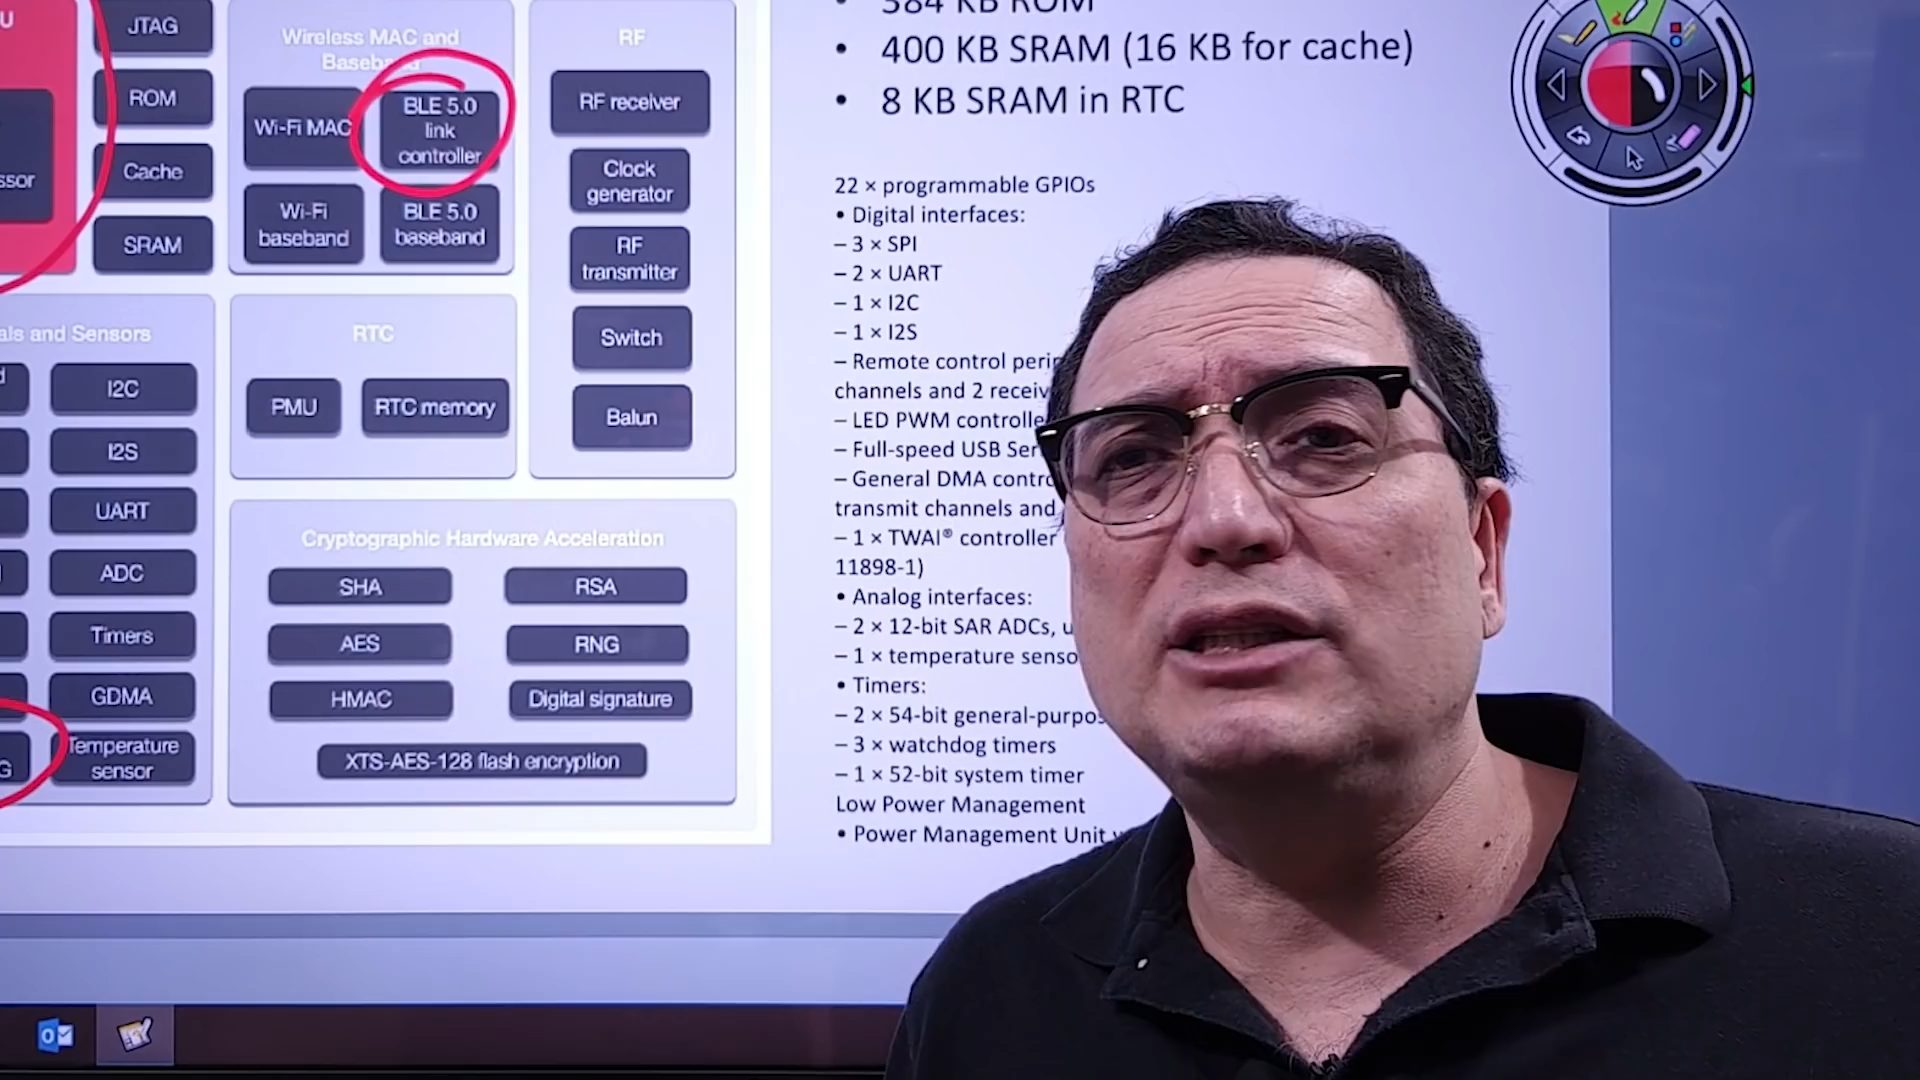 U
JTAG
ROM
Cache
SRAM
ssor
Wireless MAC and
Baseband
Wi-Fi MAC
BLE 5.0
link
controller
Wi-Fi
baseband
BLE 5.0
baseband
RF
RF receiver
Clock
generator
RF
transmitter
Switch
Balun
als and Sensors
I2C
I2S
UART
ADC
Timers
GDMA
Temperature
sensor
d
G
RTC
PMU
RTC memory
Cryptographic Hardware Acceleration
SHA
RSA
AES
RNG
HMAC
Digital signature
XTS-AES-128 flash encryption
• 384 KB ROM
• 400 KB SRAM (16 KB for cache)
• 8 KB SRAM in RTC
22 × programmable GPIOs
• Digital interfaces:
– 3 × SPI
– 2 × UART
– 1 × I2C
– 1 × I2S
– Remote control perip
channels and 2 receiv
– LED PWM controlle
– Full-speed USB Ser
– General DMA contro
transmit channels and
– 1 × TWAI® controller
11898-1)
• Analog interfaces:
– 2 × 12-bit SAR ADCs, u
– 1 × temperature senso
• Timers:
– 2 × 54-bit general-purpos
– 3 × watchdog timers
– 1 × 52-bit system timer
Low Power Management
• Power Management Unit